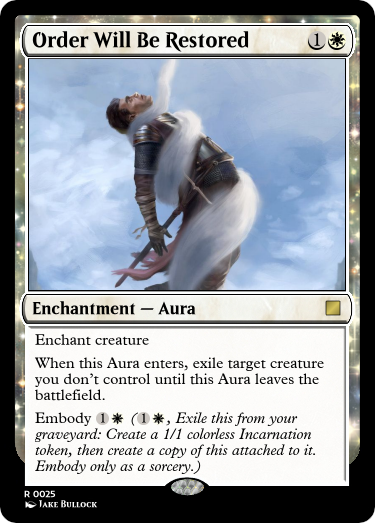 Order Will Be Restored 1
Enchantment — Aura
Enchant creature
When this Aura enters, exile target creature
you don't control until this Aura leaves the
battlefield.
Embody 1 (1, Exile this from your
graveyard: Create a 1/1 colorless Incarnation
token, then create a copy of this attached to it.
Embody only as a sorcery.)
R 0025
Jake Bullock